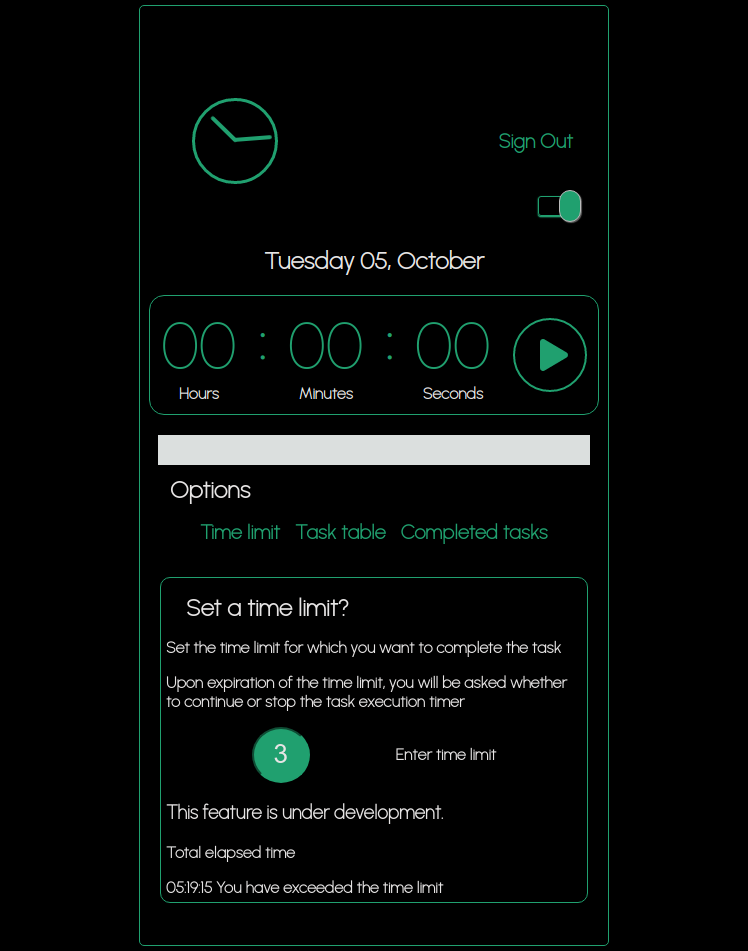 Sign Out
Tuesday 05, October
00 : 00 : 00
Hours Minutes Seconds
Options
Time limit Task table Completed tasks
Set a time limit?
Set the time limit for which you want to complete the task
Upon expiration of the time limit, you will be asked whether
to continue or stop the task execution timer
3 Enter time limit
This feature is under development.
Total elapsed time
05:19:15 You have exceeded the time limit